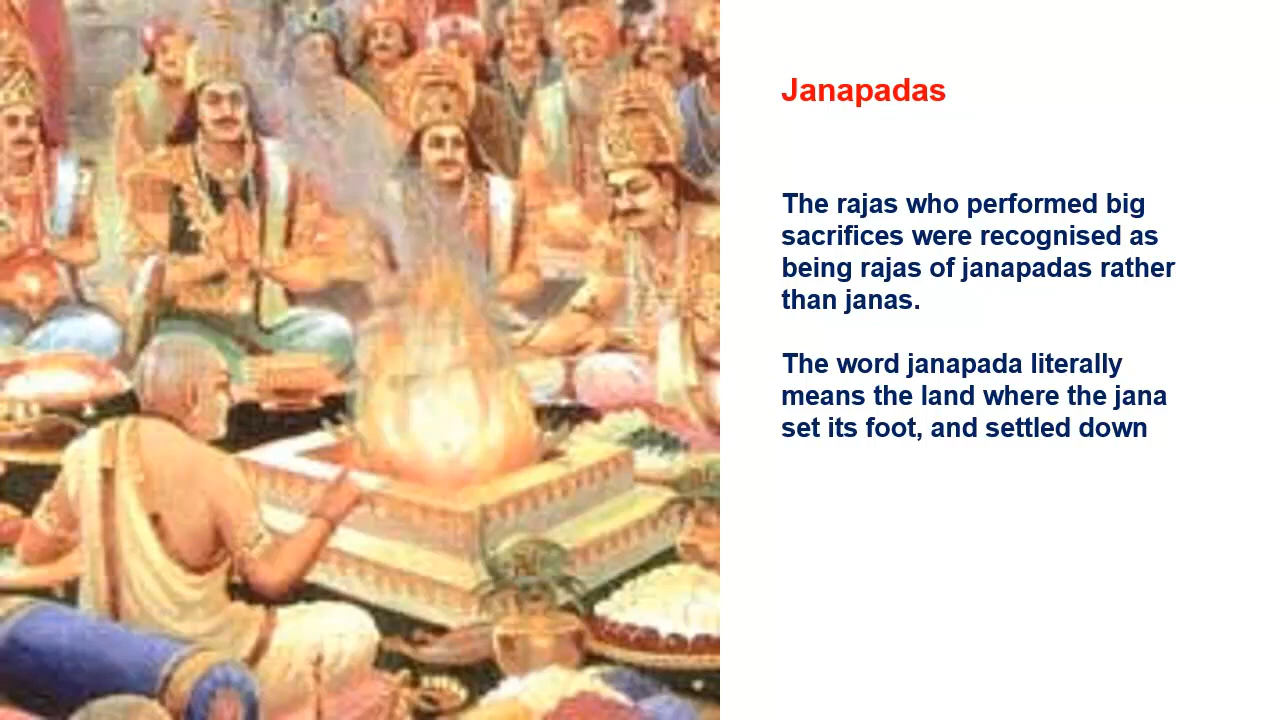 Janapadas
The rajas who performed big
sacrifices were recognised as
being rajas of janapadas rather
than janas.
The word janapada literally
means the land where the jana
set its foot, and settled down